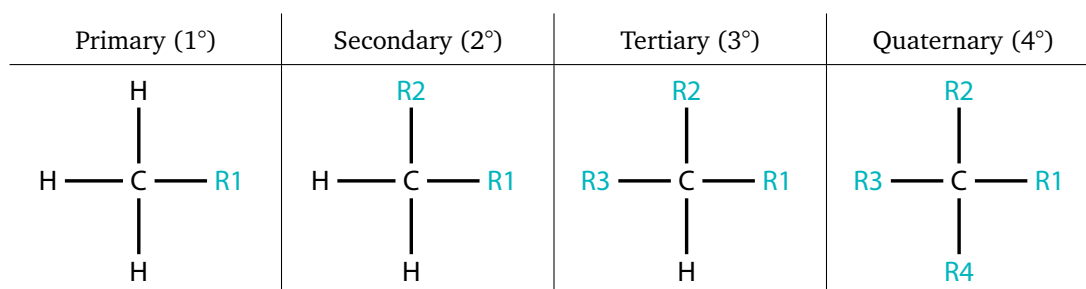 Primary (1°) Secondary (2°) Tertiary (3°) Quaternary (4°)
H R2 R2 R2
H C R1 H C R1 R3 C R1 R3 C R1
H H H R4